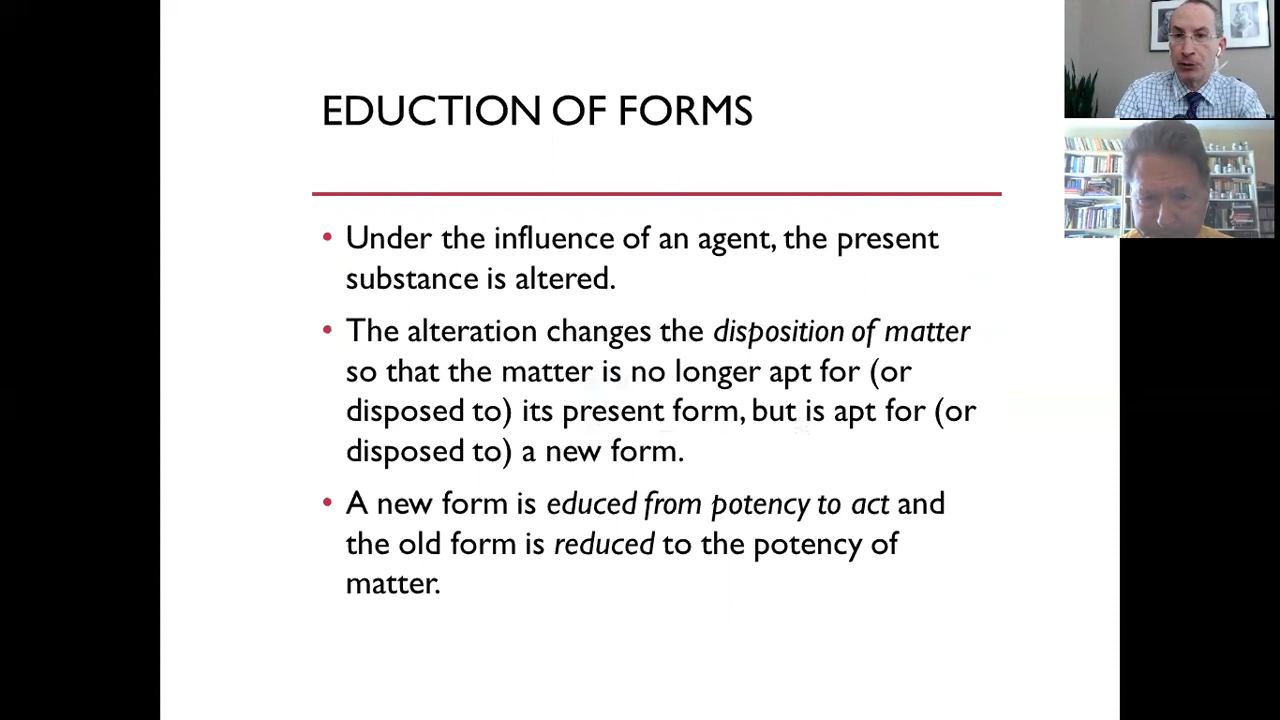 EDUCTION OF FORMS
• Under the influence of an agent, the present
substance is altered.
• The alteration changes the disposition of matter
so that the matter is no longer apt for (or
disposed to) its present form, but is apt for (or
disposed to) a new form.
• A new form is educed from potency to act and
the old form is reduced to the potency of
matter.